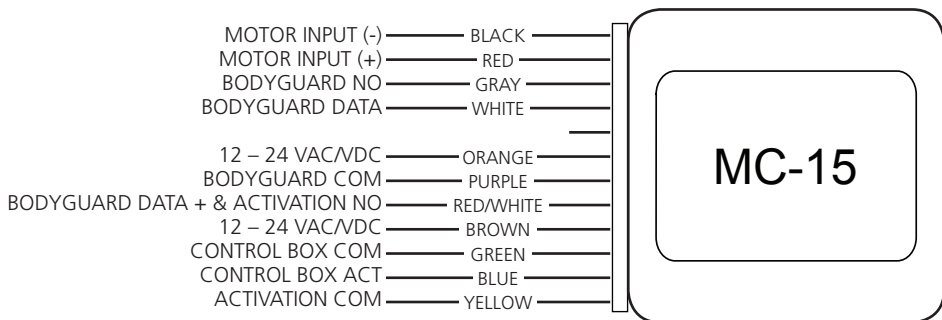 MOTOR INPUT (-) BLACK
MOTOR INPUT (+) RED
BODYGUARD NO GRAY
BODYGUARD DATA WHITE
12 – 24 VAC/VDC ORANGE
BODYGUARD COM PURPLE
BODYGUARD DATA + & ACTIVATION NO RED/WHITE
12 – 24 VAC/VDC BROWN
CONTROL BOX COM GREEN
CONTROL BOX ACT BLUE
ACTIVATION COM YELLOW
MC-15